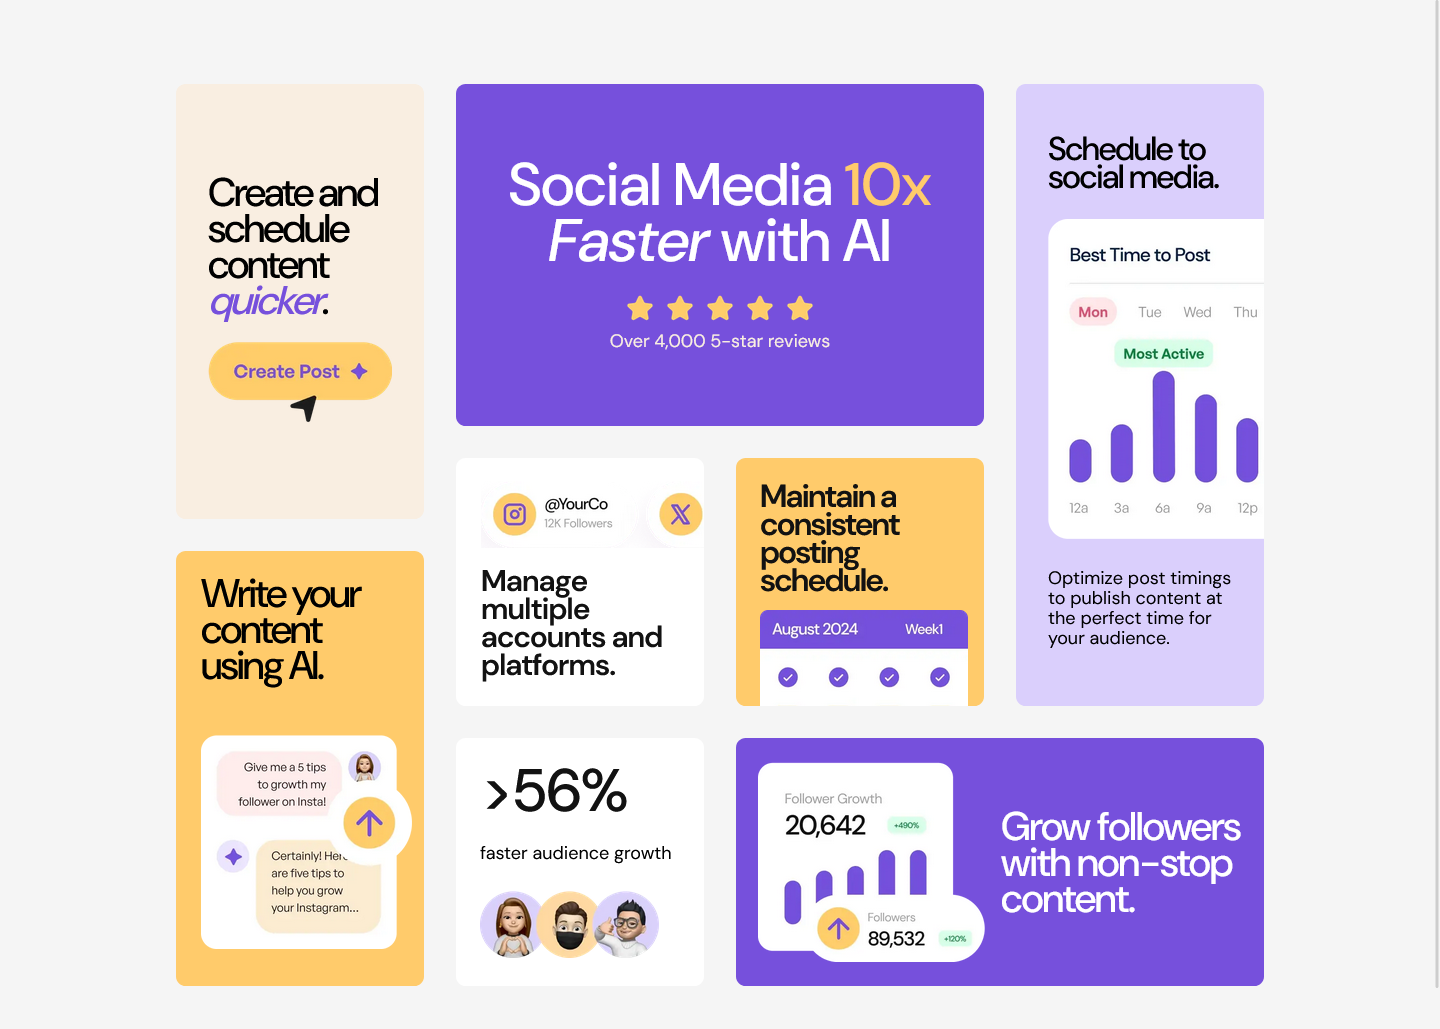 Create and
schedule
content
quicker.
Create Post
Social Media 10x
Faster with AI
Over 4,000 5-star reviews
Schedule to
social media.
Best Time to Post
Mon Tue Wed Thu
Most Active
12a 3a 6a 9a 12p
Optimize post timings
to publish content at
the perfect time for
your audience.
Write your
content
using AI.
Give me a 5 tips
to growth my
follower on Insta!
Certainly! Here
are five tips to
help you grow
your Instagram...
@YourCo
12K Followers
Manage
multiple
accounts and
platforms.
Maintain a
consistent
posting
schedule.
August 2024 Week1
>56%
faster audience growth
Follower Growth
20,642 +490%
Followers
89,532 +120%
Grow followers
with non-stop
content.